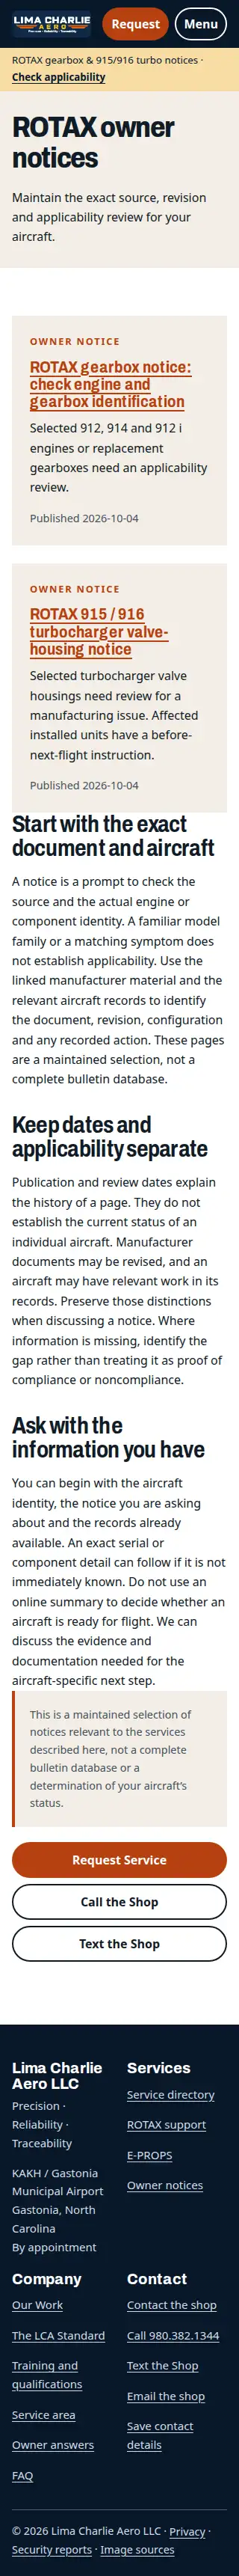 LIMA CHARLIE
AERO
Precision · Reliability · Traceability
Request
Menu
ROTAX gearbox & 915/916 turbo notices ·
Check applicability
ROTAX owner
notices
Maintain the exact source, revision
and applicability review for your
aircraft.
OWNER NOTICE
ROTAX gearbox notice:
check engine and
gearbox identification
Selected 912, 914 and 912 i
engines or replacement
gearboxes need an applicability
review.
Published 2026-10-04
OWNER NOTICE
ROTAX 915 / 916
turbocharger valve-
housing notice
Selected turbocharger valve
housings need review for a
manufacturing issue. Affected
installed units have a before-
next-flight instruction.
Published 2026-10-04
Start with the exact
document and aircraft
A notice is a prompt to check the
source and the actual engine or
component identity. A familiar model
family or a matching symptom does
not establish applicability. Use the
linked manufacturer material and the
relevant aircraft records to identify
the document, revision, configuration
and any recorded action. These pages
are a maintained selection, not a
complete bulletin database.
Keep dates and
applicability separate
Publication and review dates explain
the history of a page. They do not
establish the current status of an
individual aircraft. Manufacturer
documents may be revised, and an
aircraft may have relevant work in its
records. Preserve those distinctions
when discussing a notice. Where
information is missing, identify the
gap rather than treating it as proof of
compliance or noncompliance.
Ask with the
information you have
You can begin with the aircraft
identity, the notice you are asking
about and the records already
available. An exact serial or
component detail can follow if it is not
immediately known. Do not use an
online summary to decide whether an
aircraft is ready for flight. We can
discuss the evidence and
documentation needed for the
aircraft-specific next step.
This is a maintained selection of
notices relevant to the services
described here, not a complete
bulletin database or a
determination of your aircraft's
status.
Request Service
Call the Shop
Text the Shop
Lima Charlie
Aero LLC
Precision ·
Reliability ·
Traceability
KAKH / Gastonia
Municipal Airport
Gastonia, North
Carolina
By appointment
Services
Service directory
ROTAX support
E-PROPS
Owner notices
Company
Our Work
The LCA Standard
Training and
qualifications
Service area
Owner answers
FAQ
Contact
Contact the shop
Call 980.382.1344
Text the Shop
Email the shop
Save contact
details
© 2026 Lima Charlie Aero LLC · Privacy ·
Security reports · Image sources